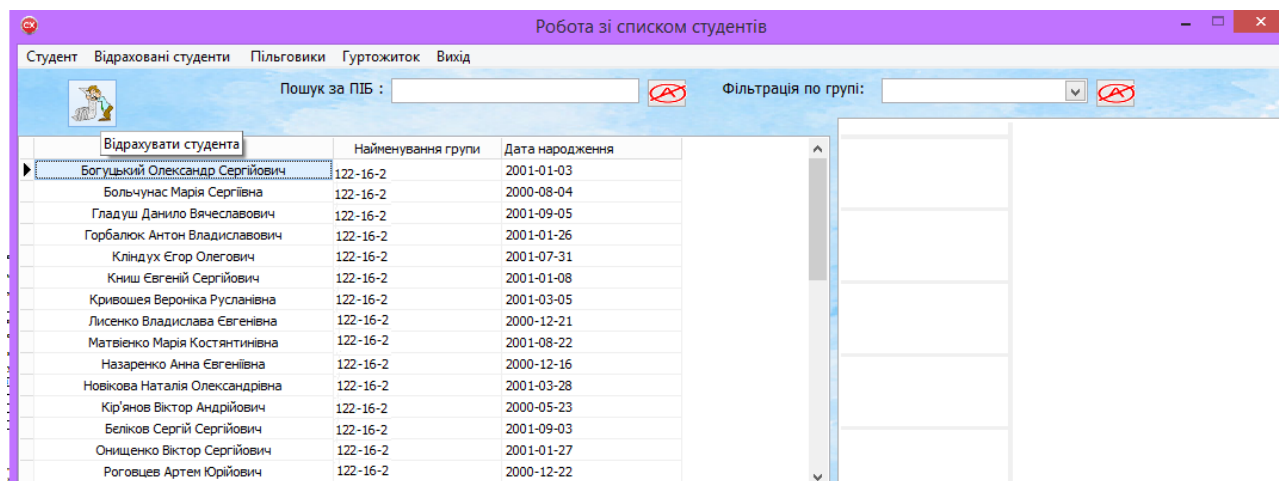 Робота зі списком студентів
Студент Відраховані студенти Пільговики Гуртожиток Вихід
Пошук за ПІБ : Фільтрація по групі:
Відрахувати студента Найменування групи Дата народження
Богуцький Олександр Сергійович 122-16-2 2001-01-03
Больчунас Марія Сергіївна 122-16-2 2000-08-04
Гладуш Данило Вячеславович 122-16-2 2001-09-05
Горбалюк Антон Владиславович 122-16-2 2001-01-26
Кліндух Єгор Олегович 122-16-2 2001-07-31
Книш Євгеній Сергійович 122-16-2 2001-01-08
Кривошея Вероніка Русланівна 122-16-2 2001-03-05
Лисенко Владислава Євгенівна 122-16-2 2000-12-21
Матвієнко Марія Костянтинівна 122-16-2 2001-08-22
Назаренко Анна Євгеніївна 122-16-2 2000-12-16
Новікова Наталія Олександрівна 122-16-2 2001-03-28
Кір'янов Віктор Андрійович 122-16-2 2000-05-23
Бєліков Сергій Сергійович 122-16-2 2001-09-03
Онищенко Віктор Сергійович 122-16-2 2001-01-27
Роговцев Артем Юрійович 122-16-2 2000-12-22